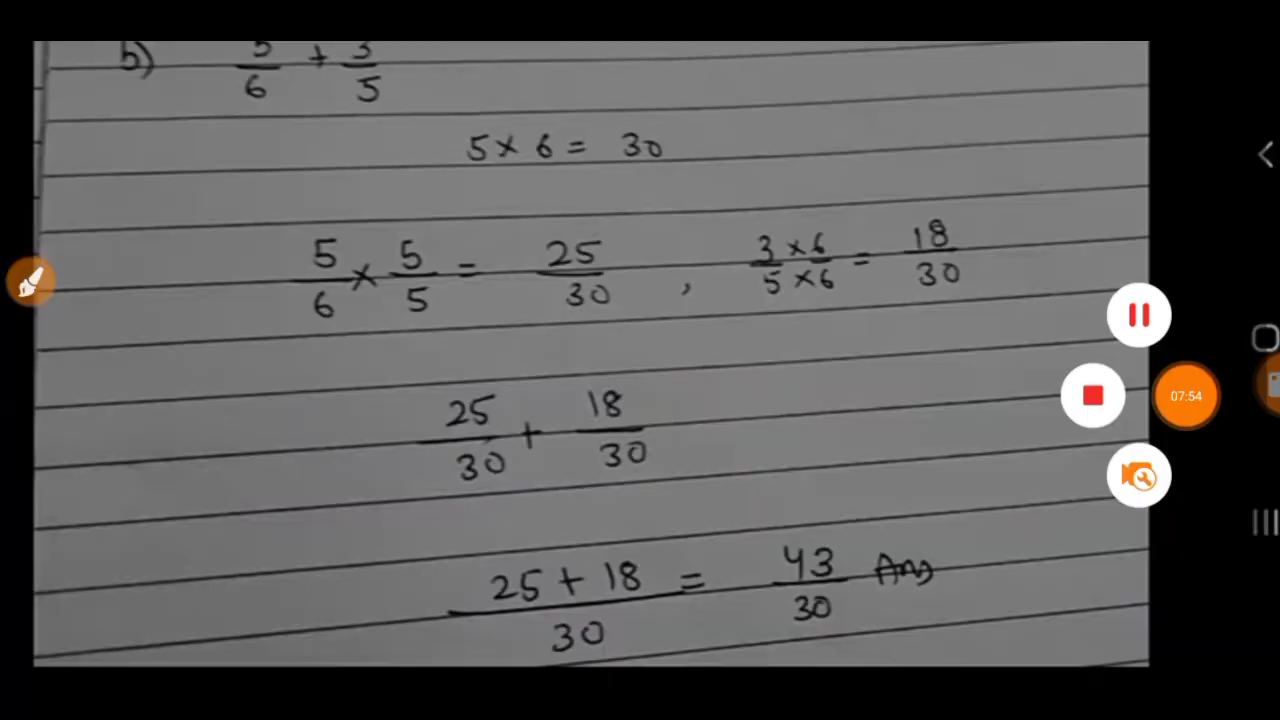 b) 5/6 + 3/5
5 × 6 = 30
5/6 × 5/5 = 25/30 , 3×6/5×6 = 18/30
25/30 + 18/30
25 + 18/30 = 43/30 Ans
07:54